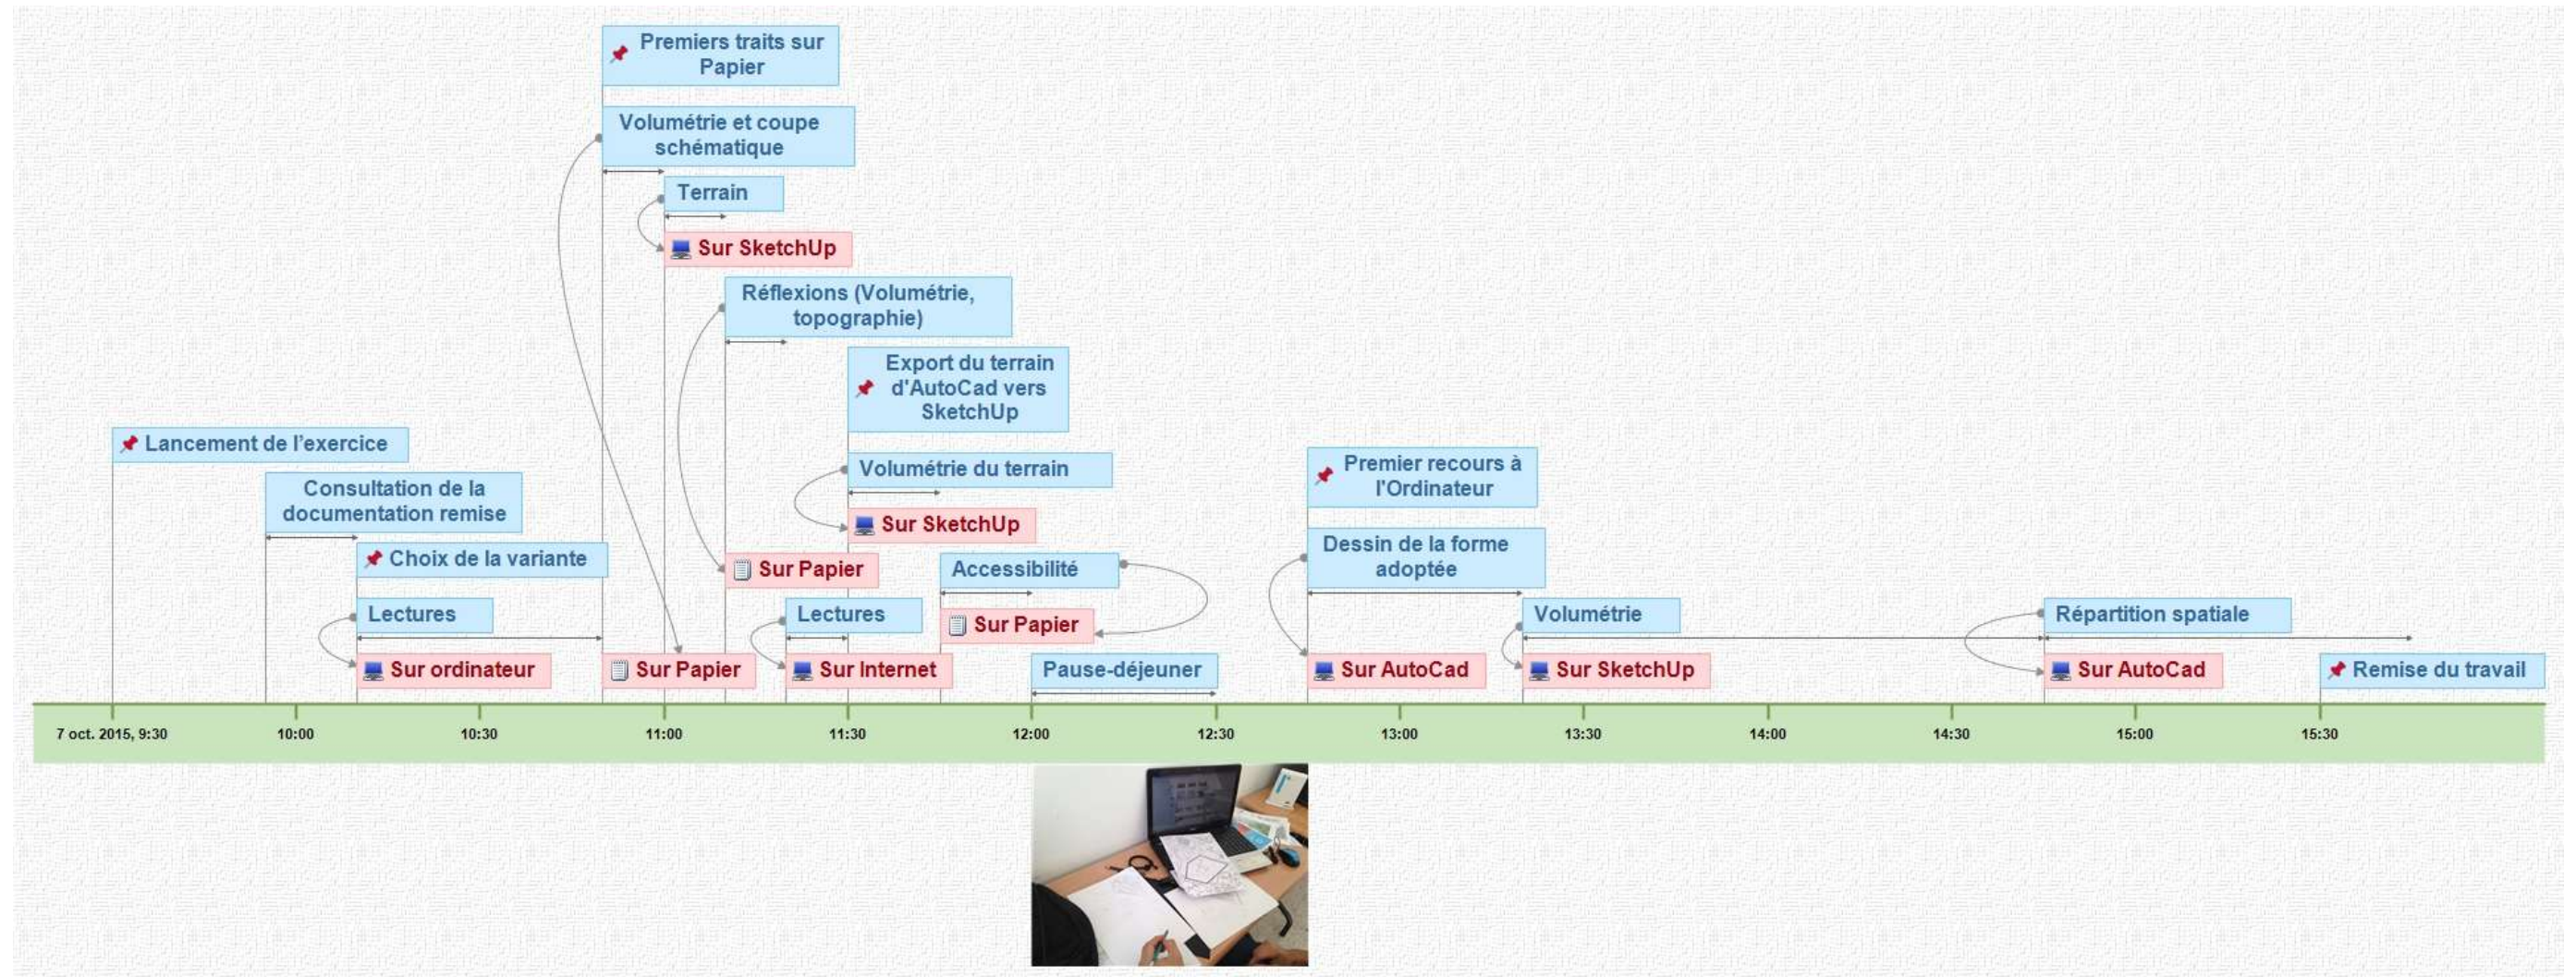 Premiers traits sur
Papier
Volumétrie et coupe
schématique
Terrain
Sur SketchUp
Réflexions (Volumétrie,
topographie)
Export du terrain
d'AutoCad vers
SketchUp
Lancement de l'exercice
Volumétrie du terrain
Premier recours à
l'Ordinateur
Consultation de la
documentation remise
Sur SketchUp
Choix de la variante
Sur Papier
Accessibilité
Dessin de la forme
adoptée
Lectures
Lectures
Sur Papier
Volumétrie
Répartition spatiale
Sur ordinateur
Sur Papier
Sur Internet
Pause-déjeuner
Sur AutoCad
Sur SketchUp
Sur AutoCad
Remise du travail
7 oct. 2015, 9:30
10:00
10:30
11:00
11:30
12:00
12:30
13:00
13:30
14:00
14:30
15:00
15:30